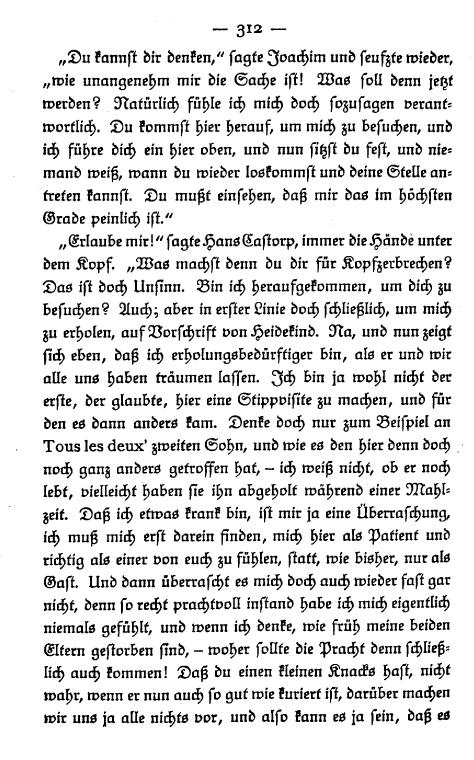 — 312 —
„Du kannst dir denken,“ sagte Joachim und seufzte wieder,
„wie unangenehm mir die Sache ist! Was soll denn jetzt
werden? Natürlich fühle ich mich doch sozusagen verant-
wortlich. Du kommst hier herauf, um mich zu besuchen, und
ich führe dich ein hier oben, und nun sitzst du fest, und nie-
mand weiß, wann du wieder loskommst und deine Stelle an-
treten kannst. Du mußt einsehen, daß mir das im höchsten
Grade peinlich ist.“
„Erlaube mir!“ sagte Hans Castorp, immer die Hände unter
dem Kopf. „Was machst denn du dir für Kopfzerbrechen?
Das ist doch Unsinn. Bin ich heraufgekommen, um dich zu
besuchen? Auch; aber in erster Linie doch schließlich, um mich
zu erholen, auf Vorschrift von Heidekind. Na, und nun zeigt
sich eben, daß ich erholungsbedürftiger bin, als er und wir
alle uns haben träumen lassen. Ich bin ja wohl nicht der
erste, der glaubte, hier eine Stippvisite zu machen, und für
den es dann anders kam. Denke doch nur zum Beispiel an
Tous les deux’ zweiten Sohn, und wie es den hier denn doch
noch ganz anders getroffen hat, – ich weiß nicht, ob er noch
lebt, vielleicht haben sie ihn abgeholt während einer Mahl-
zeit. Daß ich etwas krank bin, ist mir ja eine Überraschung,
ich muß mich erst darein finden, mich hier als Patient und
richtig als einer von euch zu fühlen, statt, wie bisher, nur als
Gast. Und dann überrascht es mich doch auch wieder fast gar
nicht, denn so recht prachtvoll instand habe ich mich eigentlich
niemals gefühlt, und wenn ich denke, wie früh meine beiden
Eltern gestorben sind, – woher sollte die Pracht denn schließ-
lich auch kommen! Daß du einen kleinen Knacks hast, nicht
wahr, wenn er nun auch so gut wie kuriert ist, darüber machen
wir uns ja alle nichts vor, und also kann es ja sein, daß es